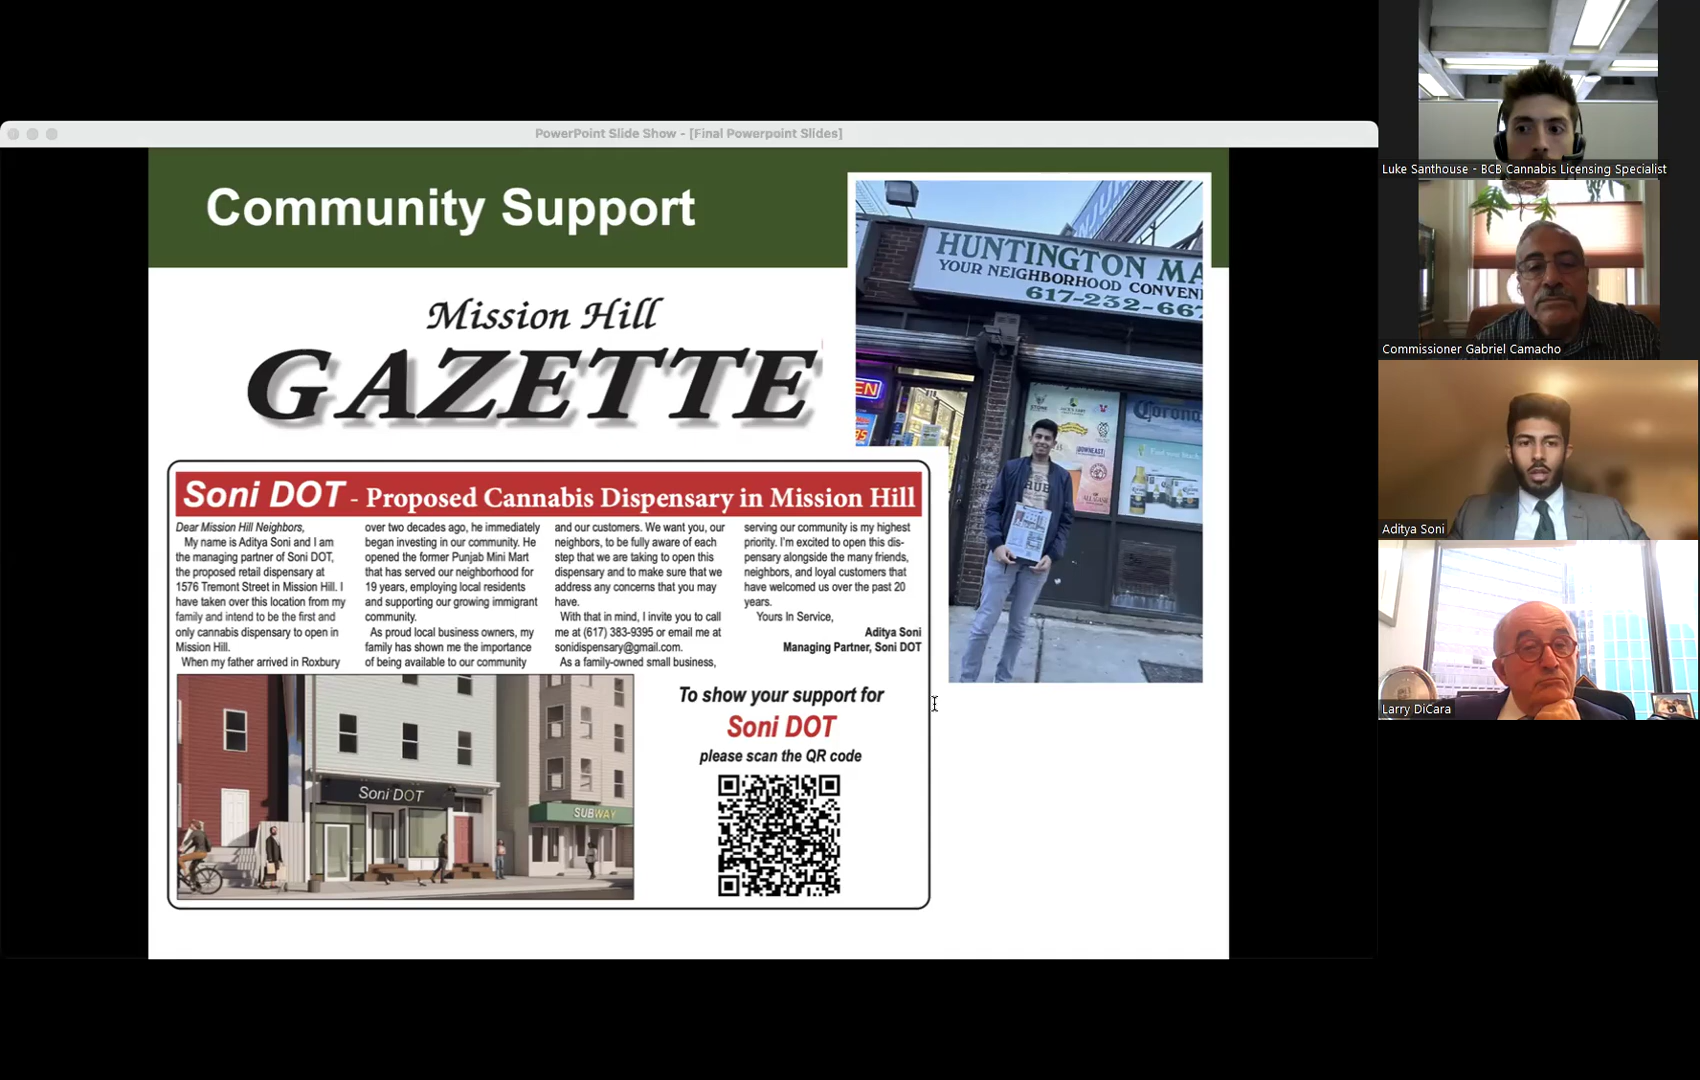 PowerPoint Slide Show - [Final Powerpoint Slides]
Community Support
Mission Hill
GAZETTE
Soni DOT - Proposed Cannabis Dispensary in Mission Hill
Dear Mission Hill Neighbors,
My name is Aditya Soni and I am
the managing partner of Soni DOT,
the proposed retail dispensary at
1576 Tremont Street in Mission Hill. I
have taken over this location from my
family and intend to be the first and
only cannabis dispensary to open in
Mission Hill.
When my father arrived in Roxbury
over two decades ago, he immediately
began investing in our community. He
opened the former Punjab Mini Mart
that has served our neighborhood for
19 years, employing local residents
and supporting our growing immigrant
community.
As proud local business owners, my
family has shown me the importance
of being available to our community
and our customers. We want you, our
neighbors, to be fully aware of each
step that we are taking to open this
dispensary and to make sure that we
address any concerns that you may
have.
With that in mind, I invite you to call
me at (617) 383-9395 or email me at
sonidispensary@gmail.com.
As a family-owned small business,
serving our community is my highest
priority. I'm excited to open this dis-
pensary alongside the many friends,
neighbors, and loyal customers that
have welcomed us over the past 20
years.
Yours In Service,
Aditya Soni
Managing Partner, Soni DOT
Soni DOT
SUBWAY
To show your support for
Soni DOT
please scan the QR code
HUNTINGTON MA
YOUR NEIGHBORHOOD CONVEN
617-232-667
EN
Corona
HUB
Luke Santhouse - BCB Cannabis Licensing Specialist
Commissioner Gabriel Camacho
Aditya Soni
Larry DiCara